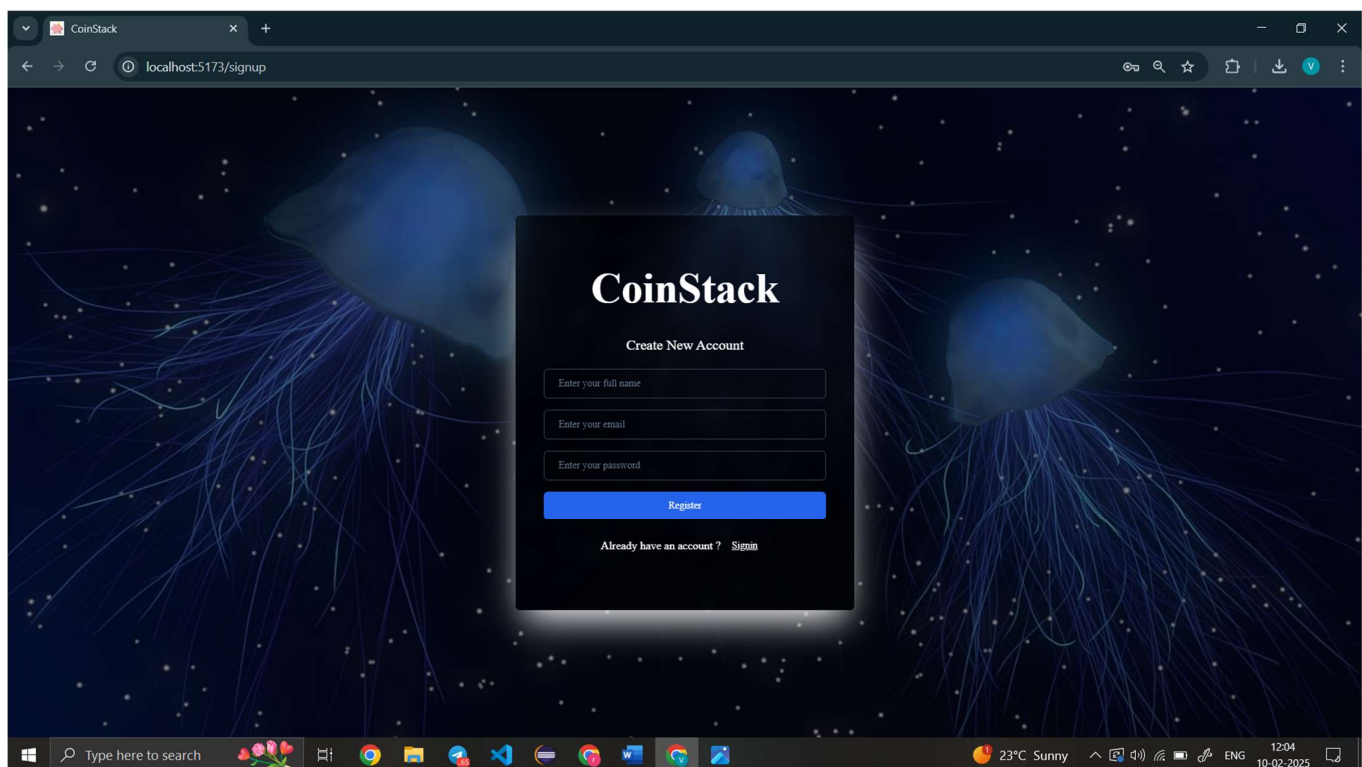 CoinStack
localhost:5173/signup
V
CoinStack
Create New Account
Enter your full name
Enter your email
Enter your password
Register
Already have an account ? Signin
Type here to search
23°C Sunny
ENG
12:04
10-02-2025